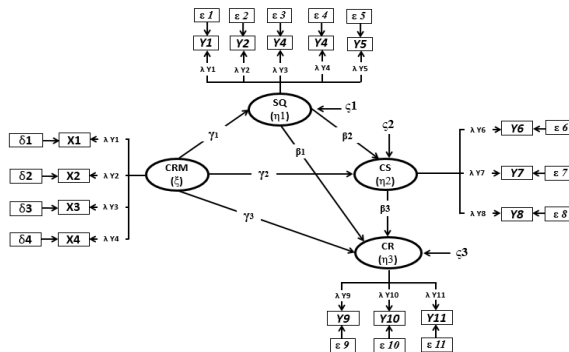 ε 1 ε 2 ε 3 ε 4 ε 5
Y1 Y2 Y4 Y4 Y5
λ Y1 λ Y2 λ Y3 λ Y4 λ Y5
SQ
(η1)
ς1
γ1
β1
β2
ς2
δ1 X1 λ Y1
δ2 X2 λ Y2
δ3 X3 λ Y3
δ4 X4 λ Y4
CRM
(ξ)
γ2
γ3
CS
(η2)
β3
λ Y6 Y6 ε 6
λ Y7 Y7 ε 7
λ Y8 Y8 ε 8
CR
(η3)
ς3
λ Y9 λ Y10 λ Y11
Y9 Y10 Y11
ε 9 ε 10 ε 11